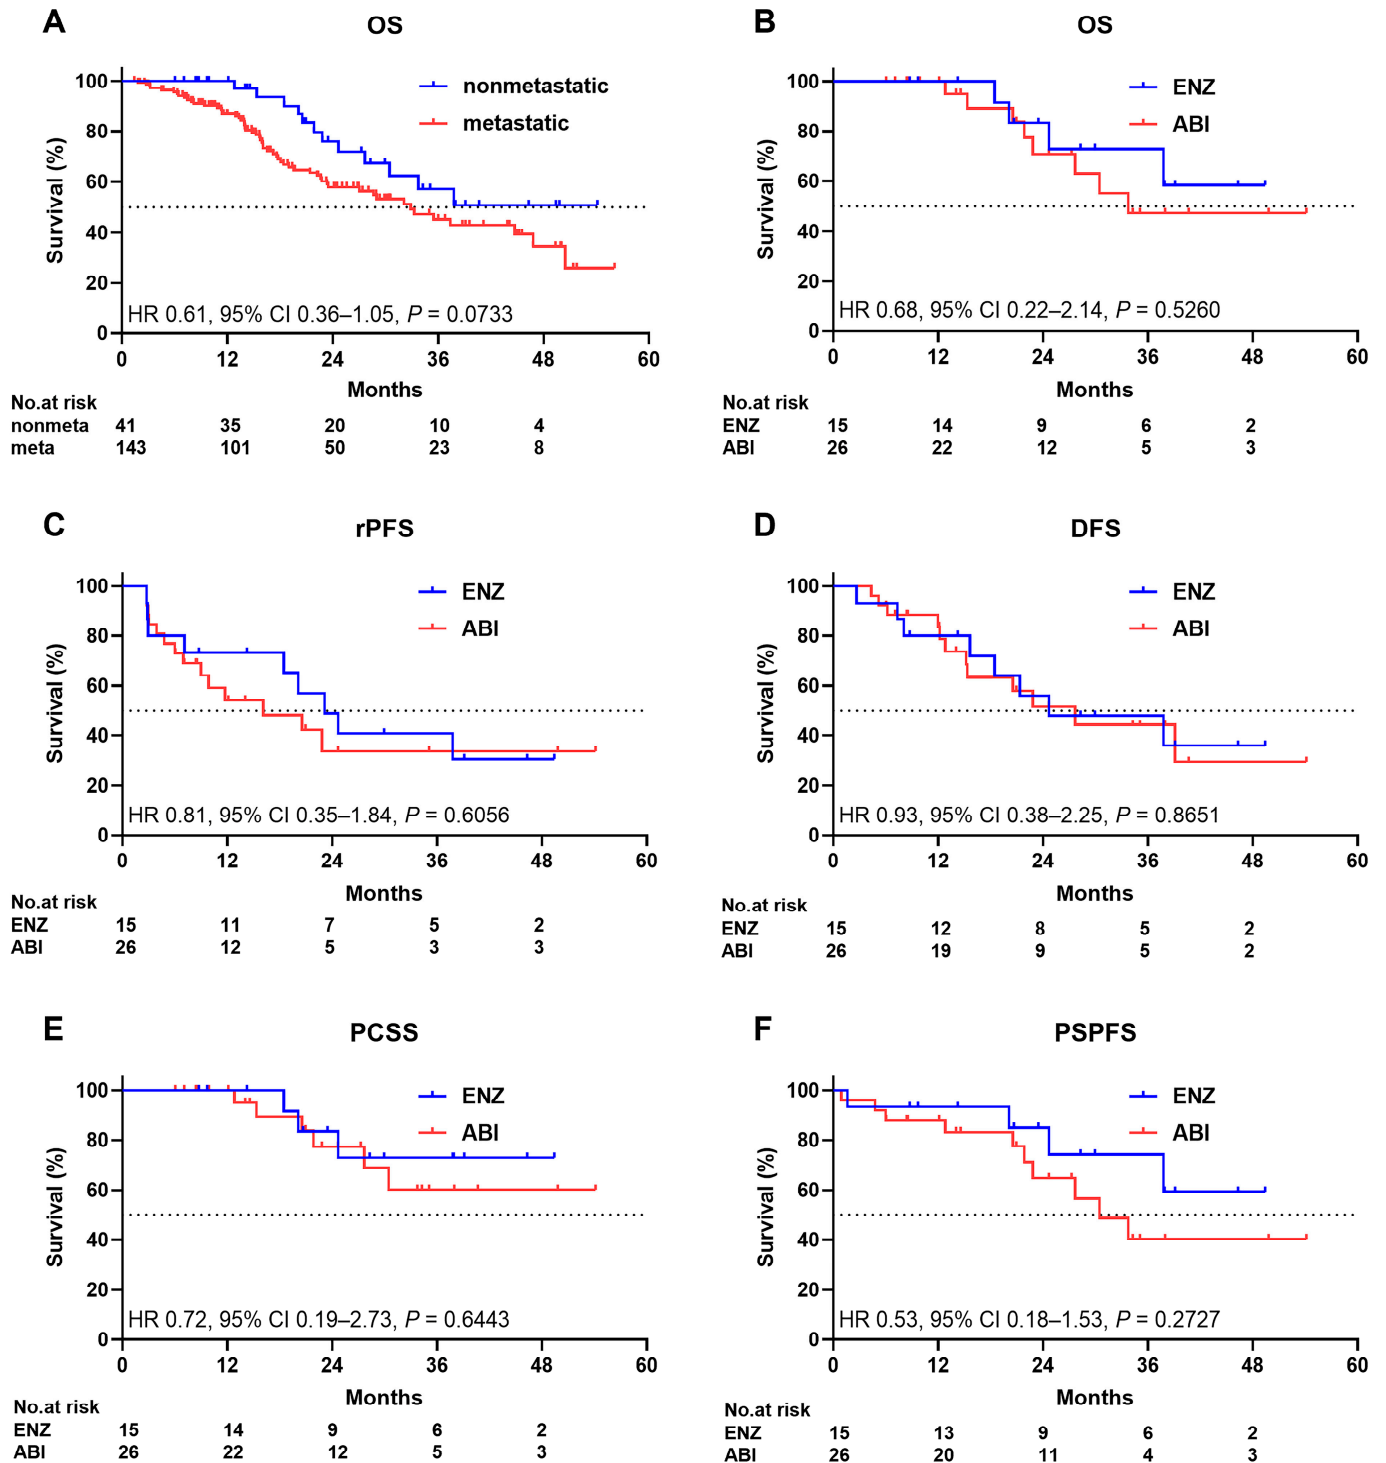 A
OS
nonmetastatic
metastatic
Survival (%)
100
80
60
40
20
0
HR 0.61, 95% CI 0.36–1.05, P = 0.0733
0 12 24 36 48 60
Months
No.at risk
nonmeta 41 35 20 10 4
meta 143 101 50 23 8
B
OS
ENZ
ABI
Survival (%)
100
80
60
40
20
0
HR 0.68, 95% CI 0.22–2.14, P = 0.5260
0 12 24 36 48 60
Months
No.at risk
ENZ 15 14 9 6 2
ABI 26 22 12 5 3
C
rPFS
ENZ
ABI
Survival (%)
100
80
60
40
20
0
HR 0.81, 95% CI 0.35–1.84, P = 0.6056
0 12 24 36 48 60
Months
No.at risk
ENZ 15 11 7 5 2
ABI 26 12 5 3 3
D
DFS
ENZ
ABI
Survival (%)
100
80
60
40
20
0
HR 0.93, 95% CI 0.38–2.25, P = 0.8651
0 12 24 36 48 60
Months
No.at risk
ENZ 15 12 8 5 2
ABI 26 19 9 5 2
E
PCSS
ENZ
ABI
Survival (%)
100
80
60
40
20
0
HR 0.72, 95% CI 0.19–2.73, P = 0.6443
0 12 24 36 48 60
Months
No.at risk
ENZ 15 14 9 6 2
ABI 26 22 12 5 3
F
PSPFS
ENZ
ABI
Survival (%)
100
80
60
40
20
0
HR 0.53, 95% CI 0.18–1.53, P = 0.2727
0 12 24 36 48 60
Months
No.at risk
ENZ 15 13 9 6 2
ABI 26 20 11 4 3